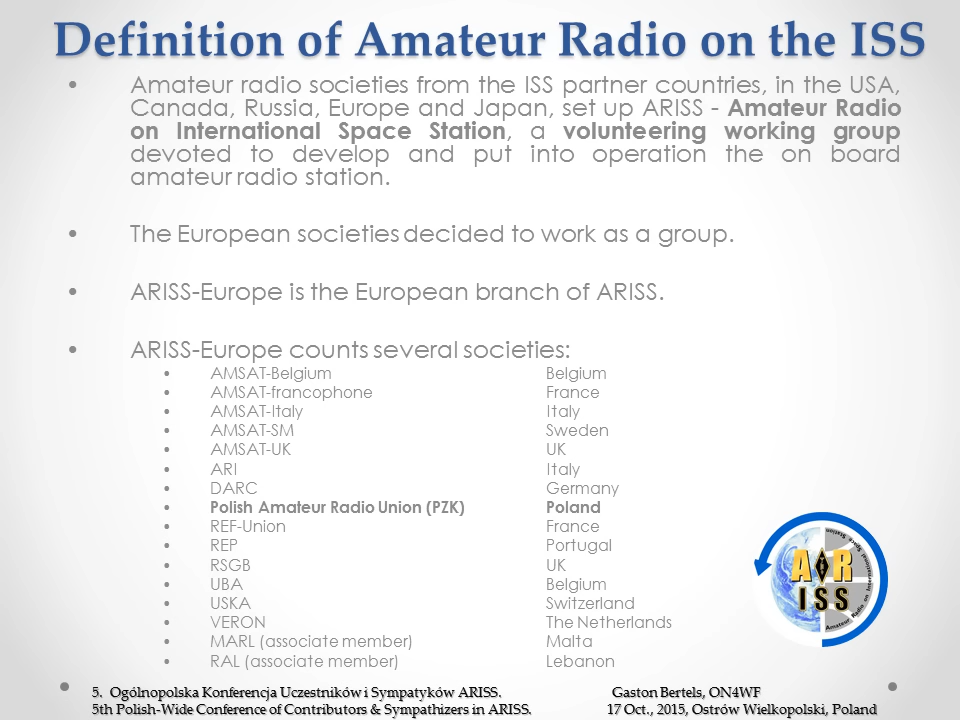 Definition of Amateur Radio on the ISS
• Amateur radio societies from the ISS partner countries, in the USA,
Canada, Russia, Europe and Japan, set up ARISS - Amateur Radio
on International Space Station, a volunteering working group
devoted to develop and put into operation the on board
amateur radio station.
• The European societies decided to work as a group.
• ARISS-Europe is the European branch of ARISS.
• ARISS-Europe counts several societies:
• AMSAT-Belgium Belgium
• AMSAT-francophone France
• AMSAT-Italy Italy
• AMSAT-SM Sweden
• AMSAT-UK UK
• ARI Italy
• DARC Germany
• Polish Amateur Radio Union (PZK) Poland
• REF-Union France
• REP Portugal
• RSGB UK
• UBA Belgium
• USKA Switzerland
• VERON The Netherlands
• MARL (associate member) Malta
• RAL (associate member) Lebanon
A R
ISS
Amateur Radio on International Space Station
5. Ogólnopolska Konferencja Uczestników i Sympatyków ARISS. Gaston Bertels, ON4WF
5th Polish-Wide Conference of Contributors & Sympathizers in ARISS. 17 Oct., 2015, Ostrów Wielkopolski, Poland